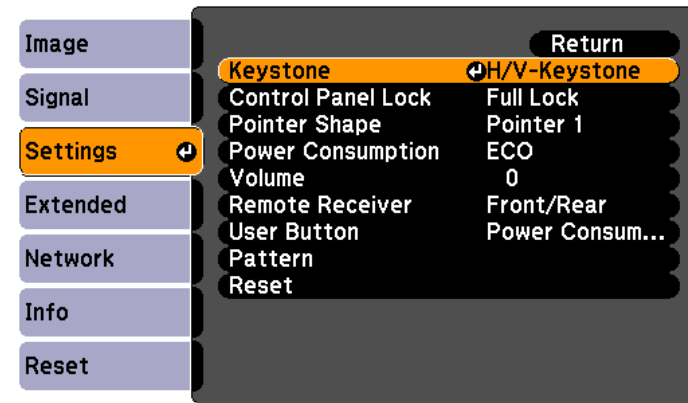 Image
Signal
Settings
Extended
Network
Info
Reset
Return
Keystone H/V-Keystone
Control Panel Lock Full Lock
Pointer Shape Pointer 1
Power Consumption ECO
Volume 0
Remote Receiver Front/Rear
User Button Power Consum...
Pattern
Reset